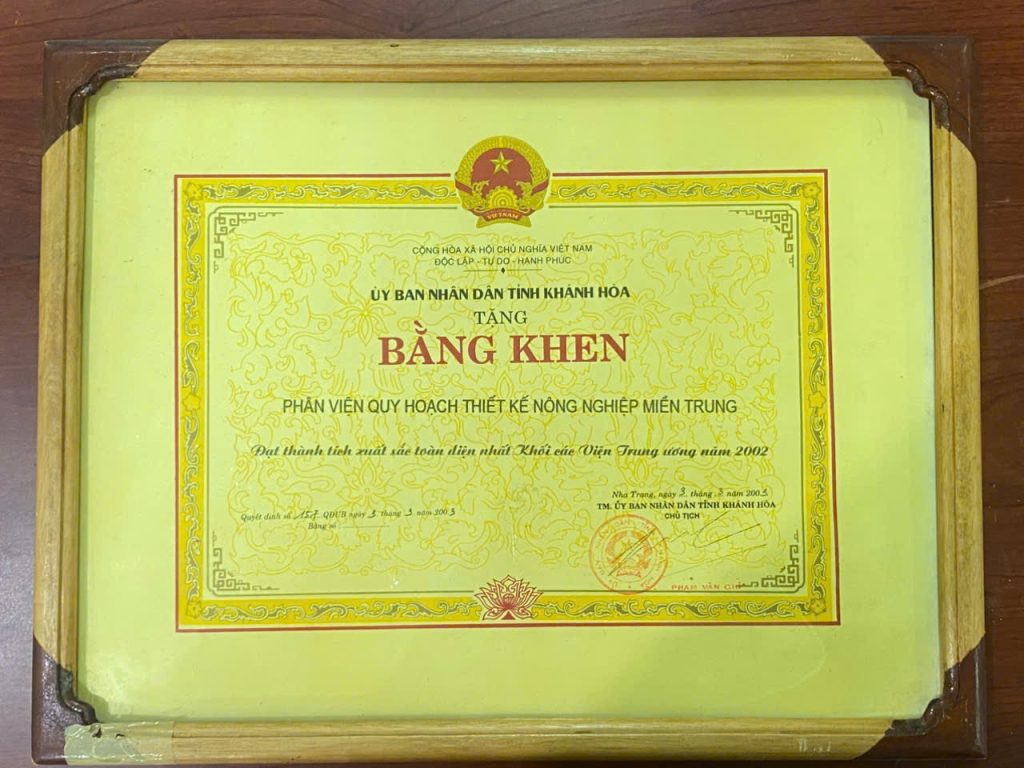 VIETNAM
CỘNG HÒA XÃ HỘI CHỦ NGHĨA VIỆT NAM
ĐỘC LẬP - TỰ DO - HẠNH PHÚC
ỦY BAN NHÂN DÂN TỈNH KHÁNH HÒA
TẶNG
BẰNG KHEN
PHÂN VIỆN QUY HOẠCH THIẾT KẾ NÔNG NGHIỆP MIỀN TRUNG
Đạt thành tích xuất sắc toàn diện nhất Khối các Viện Trung ương năm 2002
Nha Trang, ngày 3 tháng 3 năm 2003
TM. ỦY BAN NHÂN DÂN TỈNH KHÁNH HÒA
CHỦ TỊCH
Quyết định số 157 QĐUB ngày 3 tháng 3 năm 2003
Bằng số
PHẠM VĂN CHI